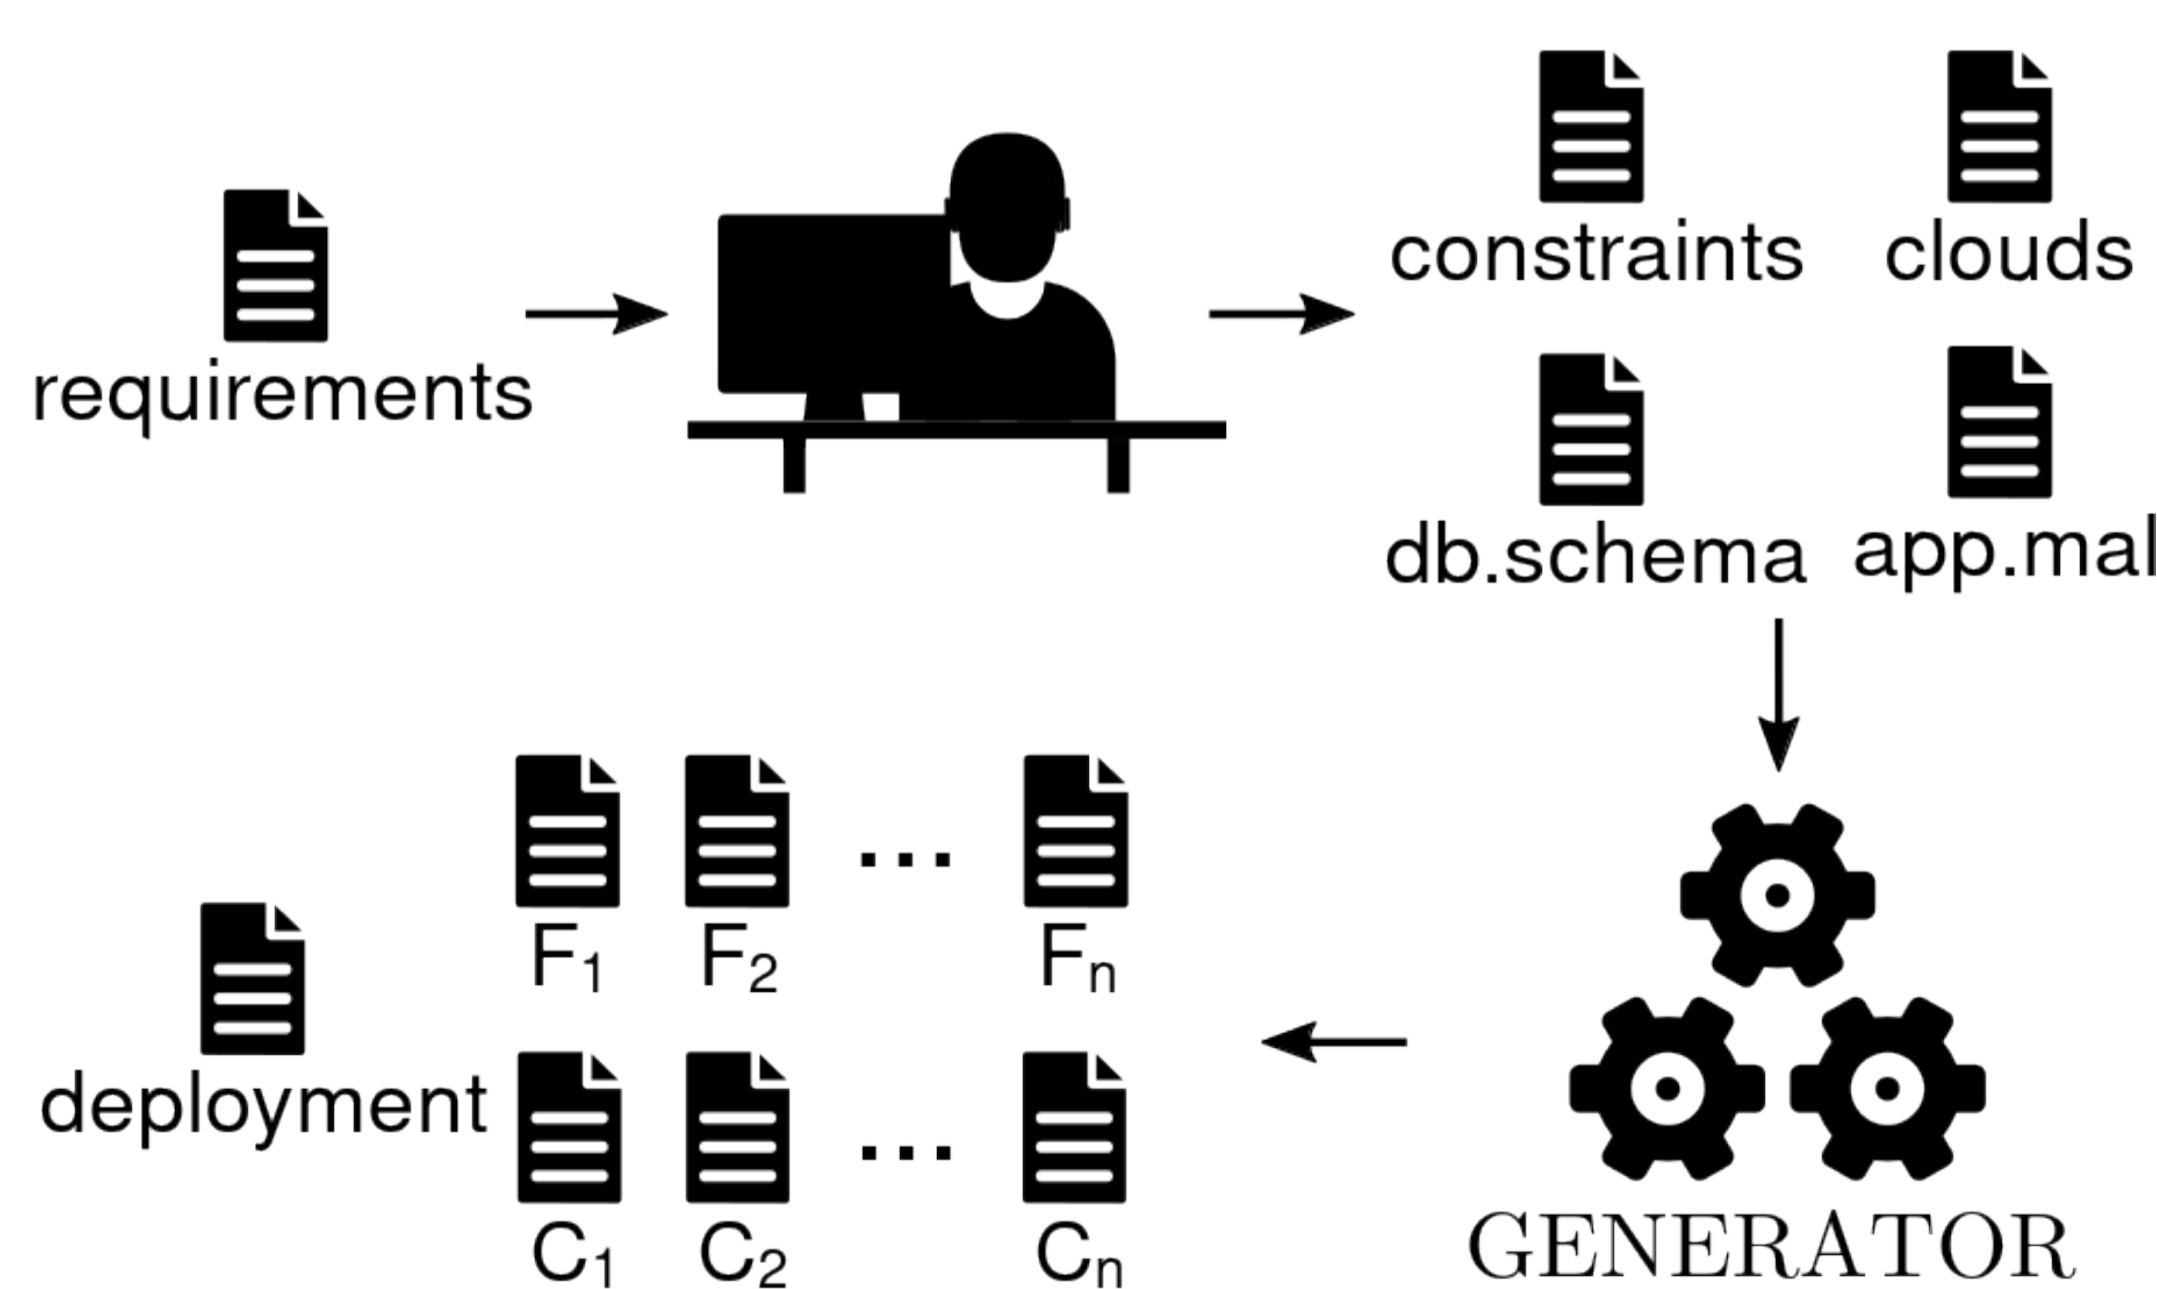 requirements
constraints
clouds
db.schema
app.mal
F1
F2
...
Fn
deployment
C1
C2
...
Cn
GENERATOR